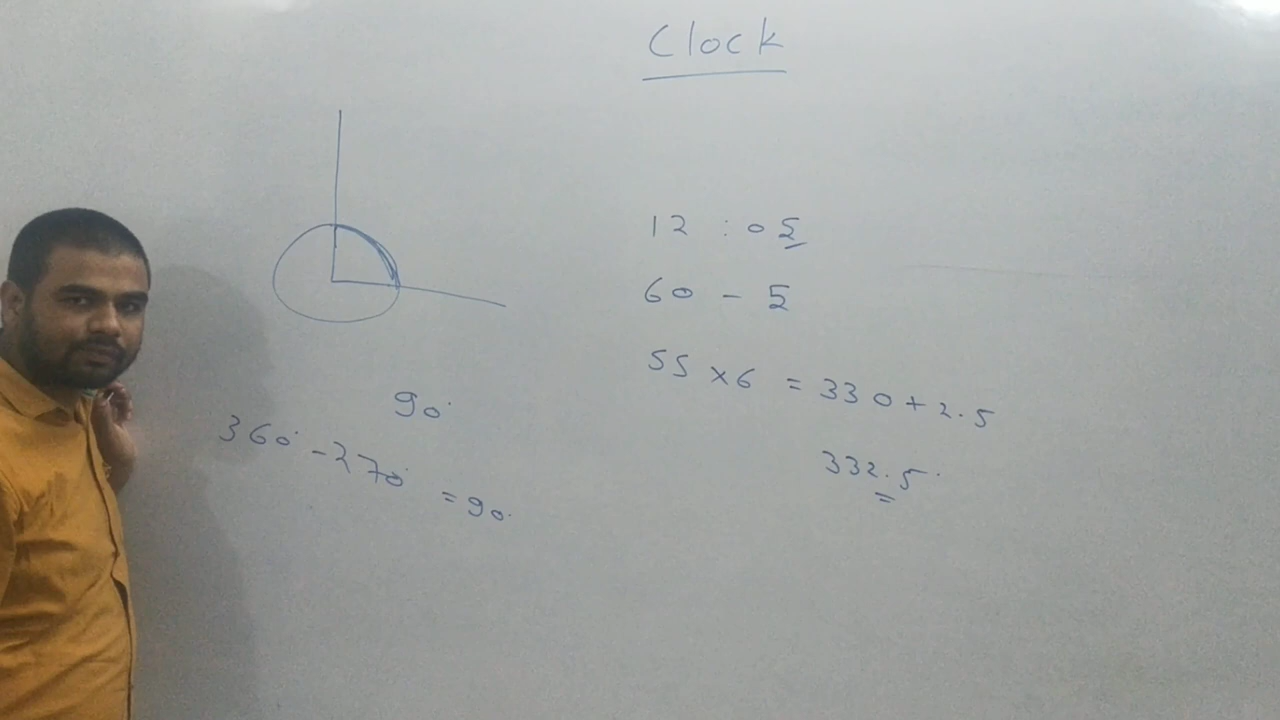 Clock
12 : 05
60 - 5
55 x 6 = 330 + 2.5
332.5°
90°
360° - 270° = 90°